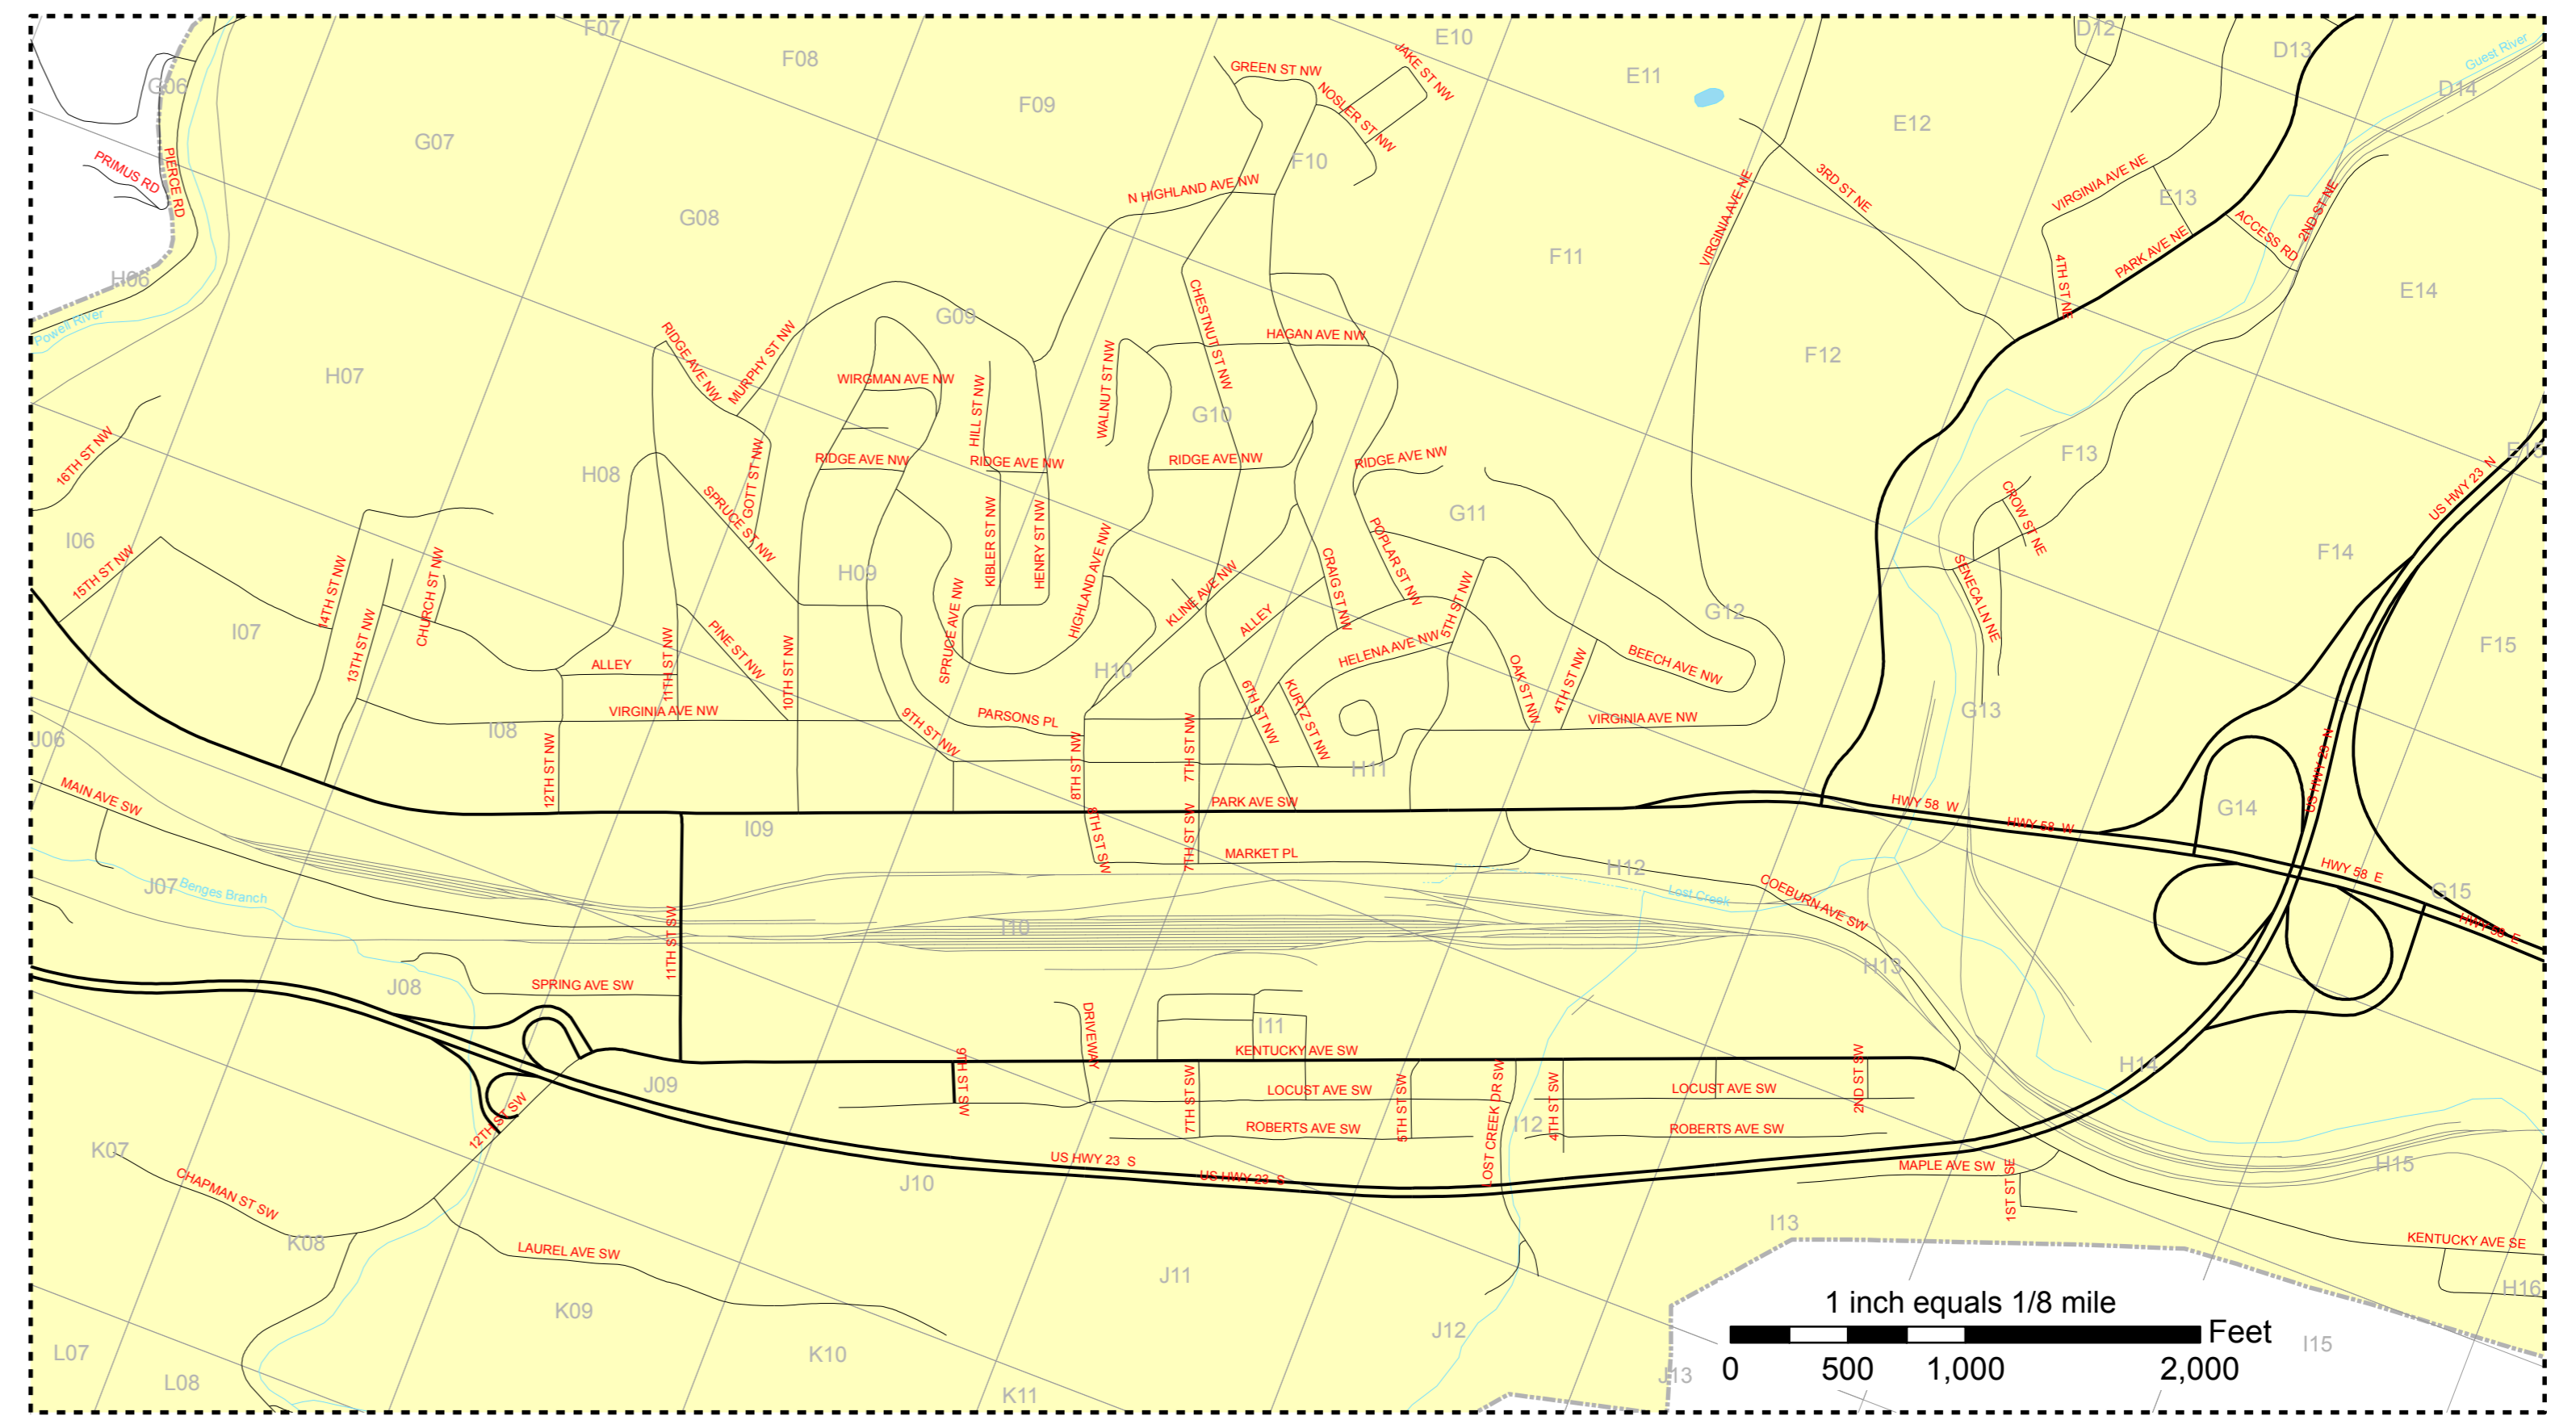 F07
F08
E10
D12
D13
JAKE ST NW
GREEN ST NW
Guest River
G06
E11
NOSLER ST NW
D14
F09
G07
E12
PRIMUS RD
PIERCE RD
F10
3RD ST NE
VIRGINIA AVE NE
VIRGINIA AVE NE
E13
N HIGHLAND AVE NW
G08
2ND ST NE
ACCESS RD
PARK AVE NE
F11
H06
4TH ST NE
E14
Powell River
G09
CHESTNUT ST NW
HAGAN AVE NW
RIDGE AVE NW
MURPHY ST NW
F12
H07
WIRGMAN AVE NW
WALNUT ST NW
HILL ST NW
G10
16TH ST NW
F13
E15
H08
GOTT ST NW
RIDGE AVE NW
RIDGE AVE NW
RIDGE AVE NW
RIDGE AVE NW
US HWY 23 N
SPRUCE ST NW
CROW ST NE
G11
I06
KIBLER ST NW
HENRY ST NW
HIGHLAND AVE NW
POPLAR ST NW
F14
15TH ST NW
14TH ST NW
CHURCH ST NW
H09
CRAIG ST NW
KLINE AVE NW
SENECA LN NE
I07
13TH ST NW
SPRUCE AVE NW
ALLEY
5TH ST NW
G12
PINE ST NW
HELENA AVE NW
F15
ALLEY
11TH ST NW
10TH ST NW
H10
OAK ST NW
4TH ST NW
BEECH AVE NW
VIRGINIA AVE NW
PARSONS PL
6TH ST NW
KURTZ ST NW
VIRGINIA AVE NW
G13
I08
9TH ST NW
J06
12TH ST NW
8TH ST NW
7TH ST NW
H11
US HWY 23 N
MAIN AVE SW
PARK AVE SW
HWY 58 W
HWY 58 W
G14
I09
8TH ST SW
7TH ST SW
MARKET PL
H12
HWY 58 E
J07
Benges Branch
Lost Creek
COEBURN AVE SW
G15
HWY 58 E
I10
11TH ST SW
H13
J08
SPRING AVE SW
DRIVEWAY
I11
KENTUCKY AVE SW
J09
9TH ST SW
7TH ST SW
LOCUST AVE SW
5TH ST SW
LOST CREEK DR SW
4TH ST SW
LOCUST AVE SW
2ND ST SW
H14
12TH ST SW
ROBERTS AVE SW
I12
ROBERTS AVE SW
K07
US HWY 23 S
US HWY 23 S
MAPLE AVE SW
1ST ST SE
H15
CHAPMAN ST SW
J10
I13
K08
LAUREL AVE SW
KENTUCKY AVE SE
J11
H16
K09
1 inch equals 1/8 mile
J12
Feet
L07
K10
0 500 1,000 2,000
I15
L08
K11
J13